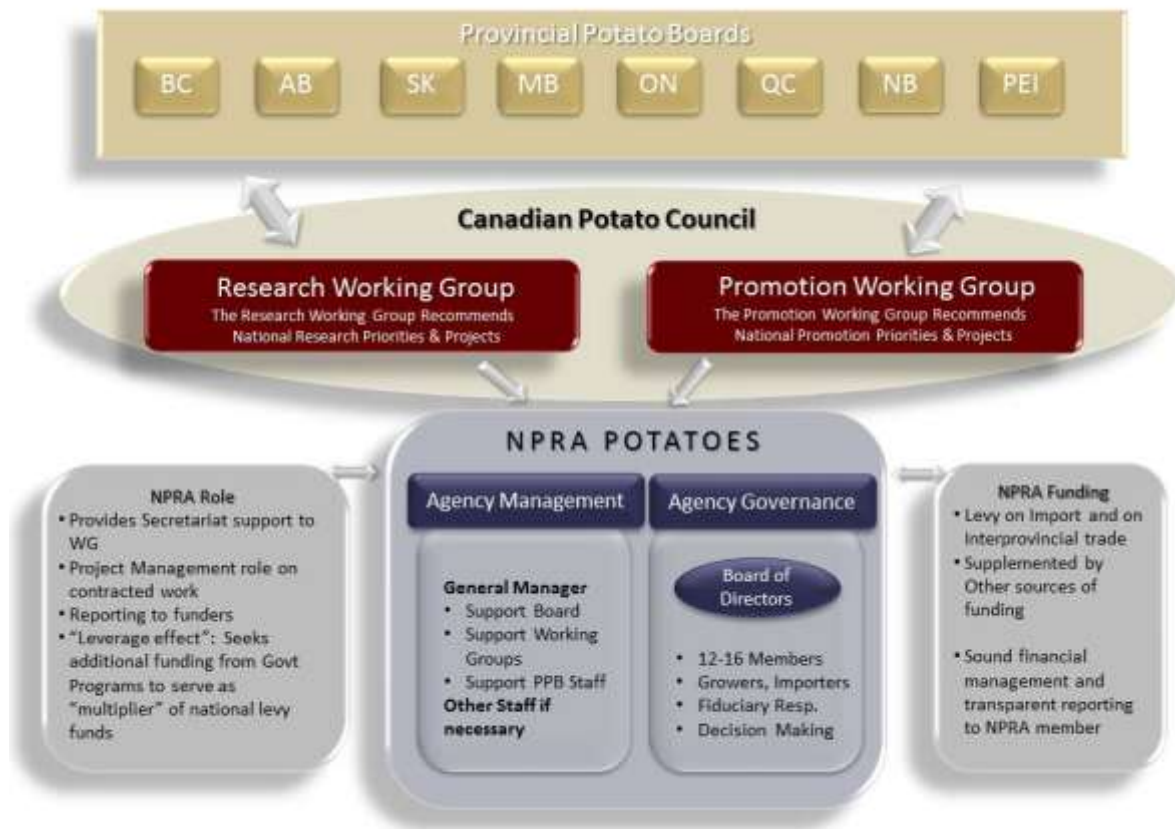 Provincial Potato Boards
BC AB SK MB ON QC NB PEI
Canadian Potato Council
Research Working Group
The Research Working Group Recommends
National Research Priorities & Projects
Promotion Working Group
The Promotion Working Group Recommends
National Promotion Priorities & Projects
NPRA POTATOES
NPRA Role
• Provides Secretariat support to
WG
• Project Management role on
contracted work
• Reporting to funders
• “Leverage effect”: Seeks
additional funding from Govt
Programs to serve as
“multiplier” of national levy
funds
Agency Management
General Manager
• Support Board
• Support Working
Groups
• Support PPB Staff
Other Staff if
necessary
Agency Governance
Board of
Directors
• 12-16 Members
• Growers, Importers
• Fiduciary Resp.
• Decision Making
NPRA Funding
• Levy on Import and on
Interprovincial trade
• Supplemented by
Other sources of
funding
• Sound financial
management and
transparent reporting
to NPRA member